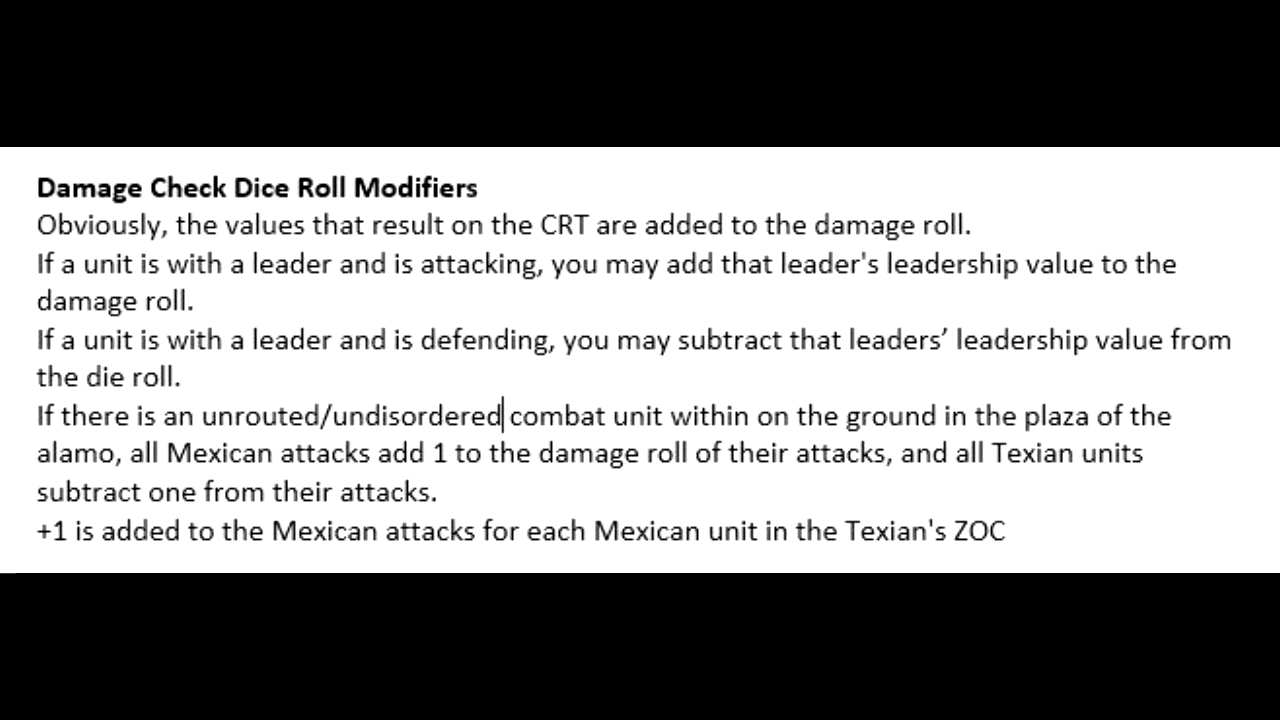 Damage Check Dice Roll Modifiers
Obviously, the values that result on the CRT are added to the damage roll.
If a unit is with a leader and is attacking, you may add that leader's leadership value to the
damage roll.
If a unit is with a leader and is defending, you may subtract that leaders’ leadership value from
the die roll.
If there is an unrouted/undisordered combat unit within on the ground in the plaza of the
alamo, all Mexican attacks add 1 to the damage roll of their attacks, and all Texian units
subtract one from their attacks.
+1 is added to the Mexican attacks for each Mexican unit in the Texian's ZOC